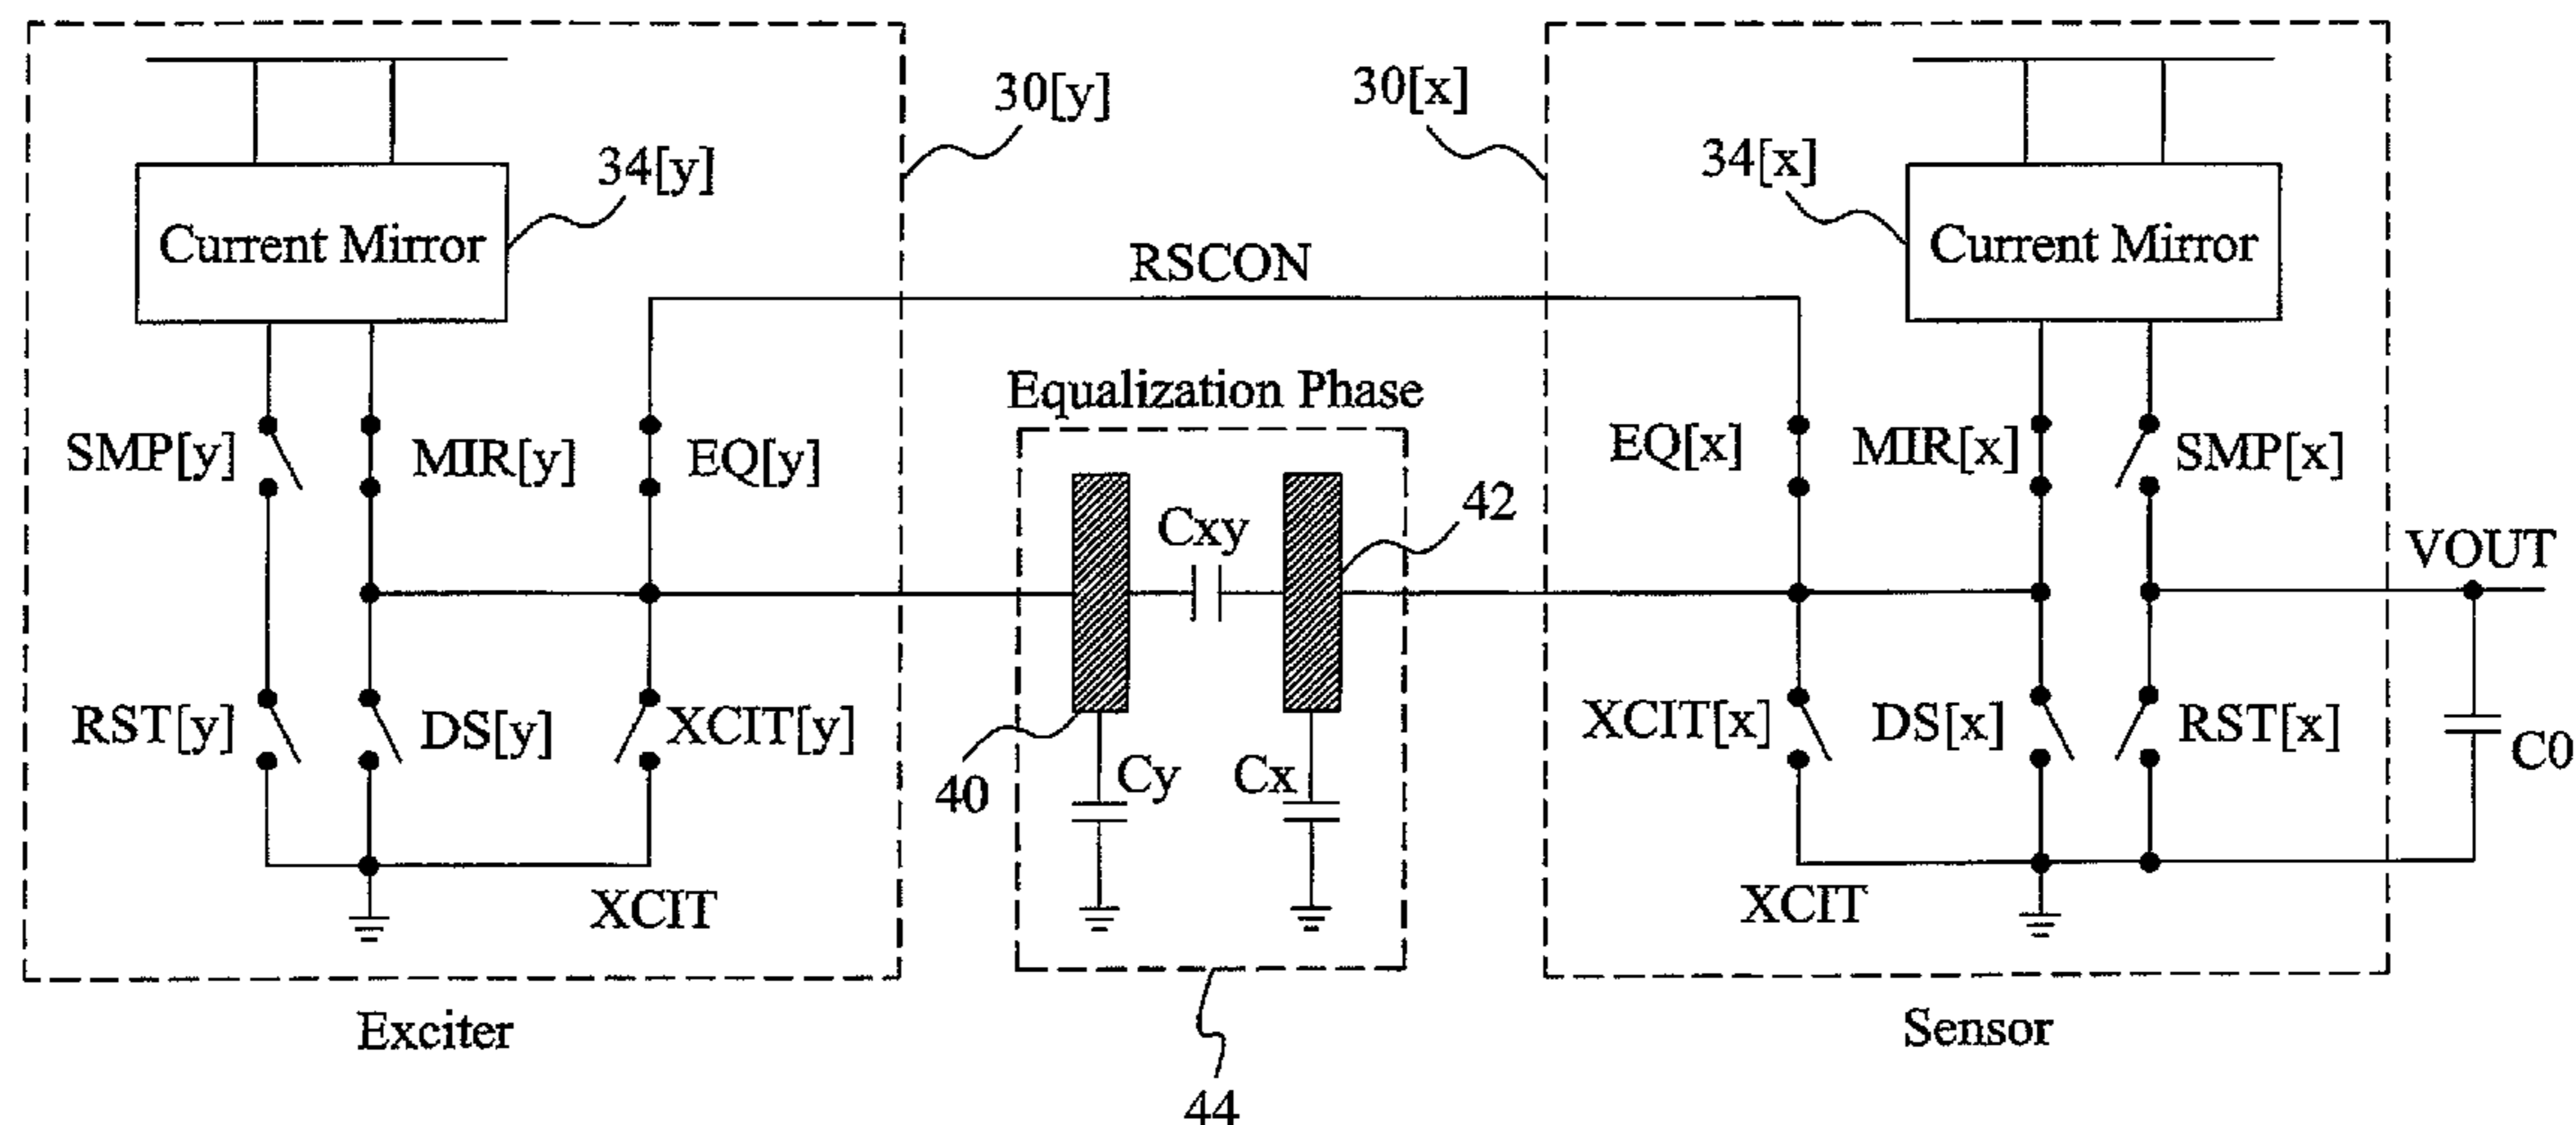 30[y]
30[x]
34[y]
34[x]
Current Mirror
Current Mirror
RSCON
Equalization Phase
SMP[y]
MIR[y]
EQ[y]
EQ[x]
MIR[x]
SMP[x]
42
Cxy
VOUT
RST[y]
DS[y]
XCIT[y]
XCIT[x]
DS[x]
RST[x]
40
Cy
Cx
C0
XCIT
XCIT
Exciter
Sensor
44